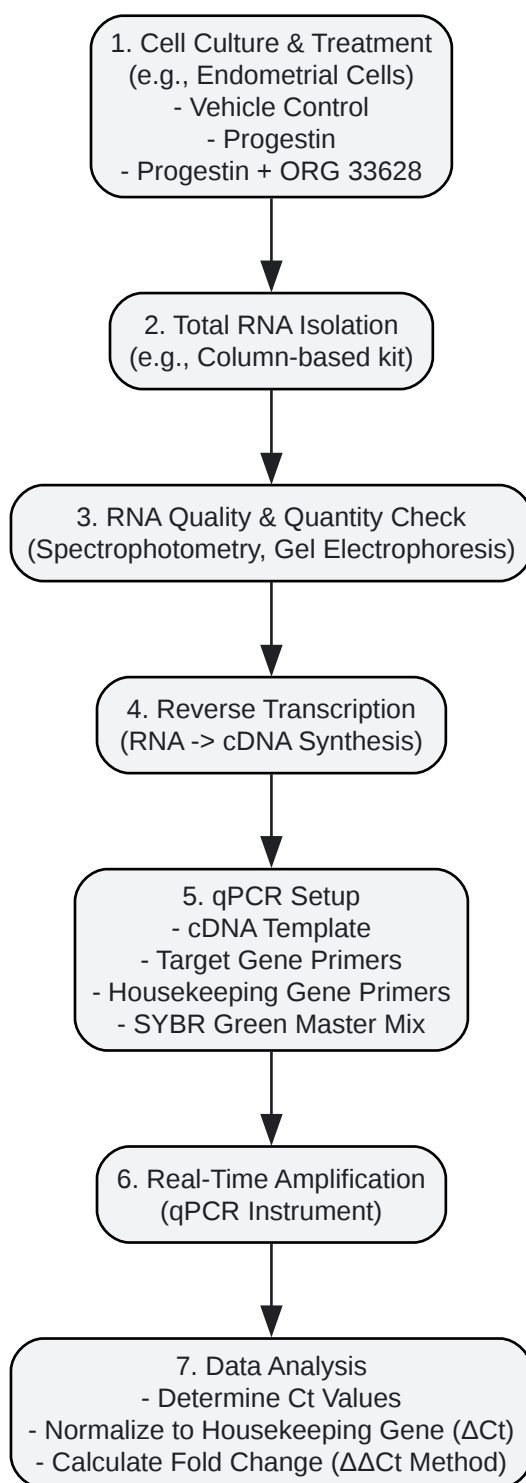 1. Cell Culture & Treatment
(e.g., Endometrial Cells)
- Vehicle Control
- Progestin
- Progestin + ORG 33628
2. Total RNA Isolation
(e.g., Column-based kit)
3. RNA Quality & Quantity Check
(Spectrophotometry, Gel Electrophoresis)
4. Reverse Transcription
(RNA -> cDNA Synthesis)
5. qPCR Setup
- cDNA Template
- Target Gene Primers
- Housekeeping Gene Primers
- SYBR Green Master Mix
6. Real-Time Amplification
(qPCR Instrument)
7. Data Analysis
- Determine Ct Values
- Normalize to Housekeeping Gene (ΔCt)
- Calculate Fold Change (ΔΔCt Method)